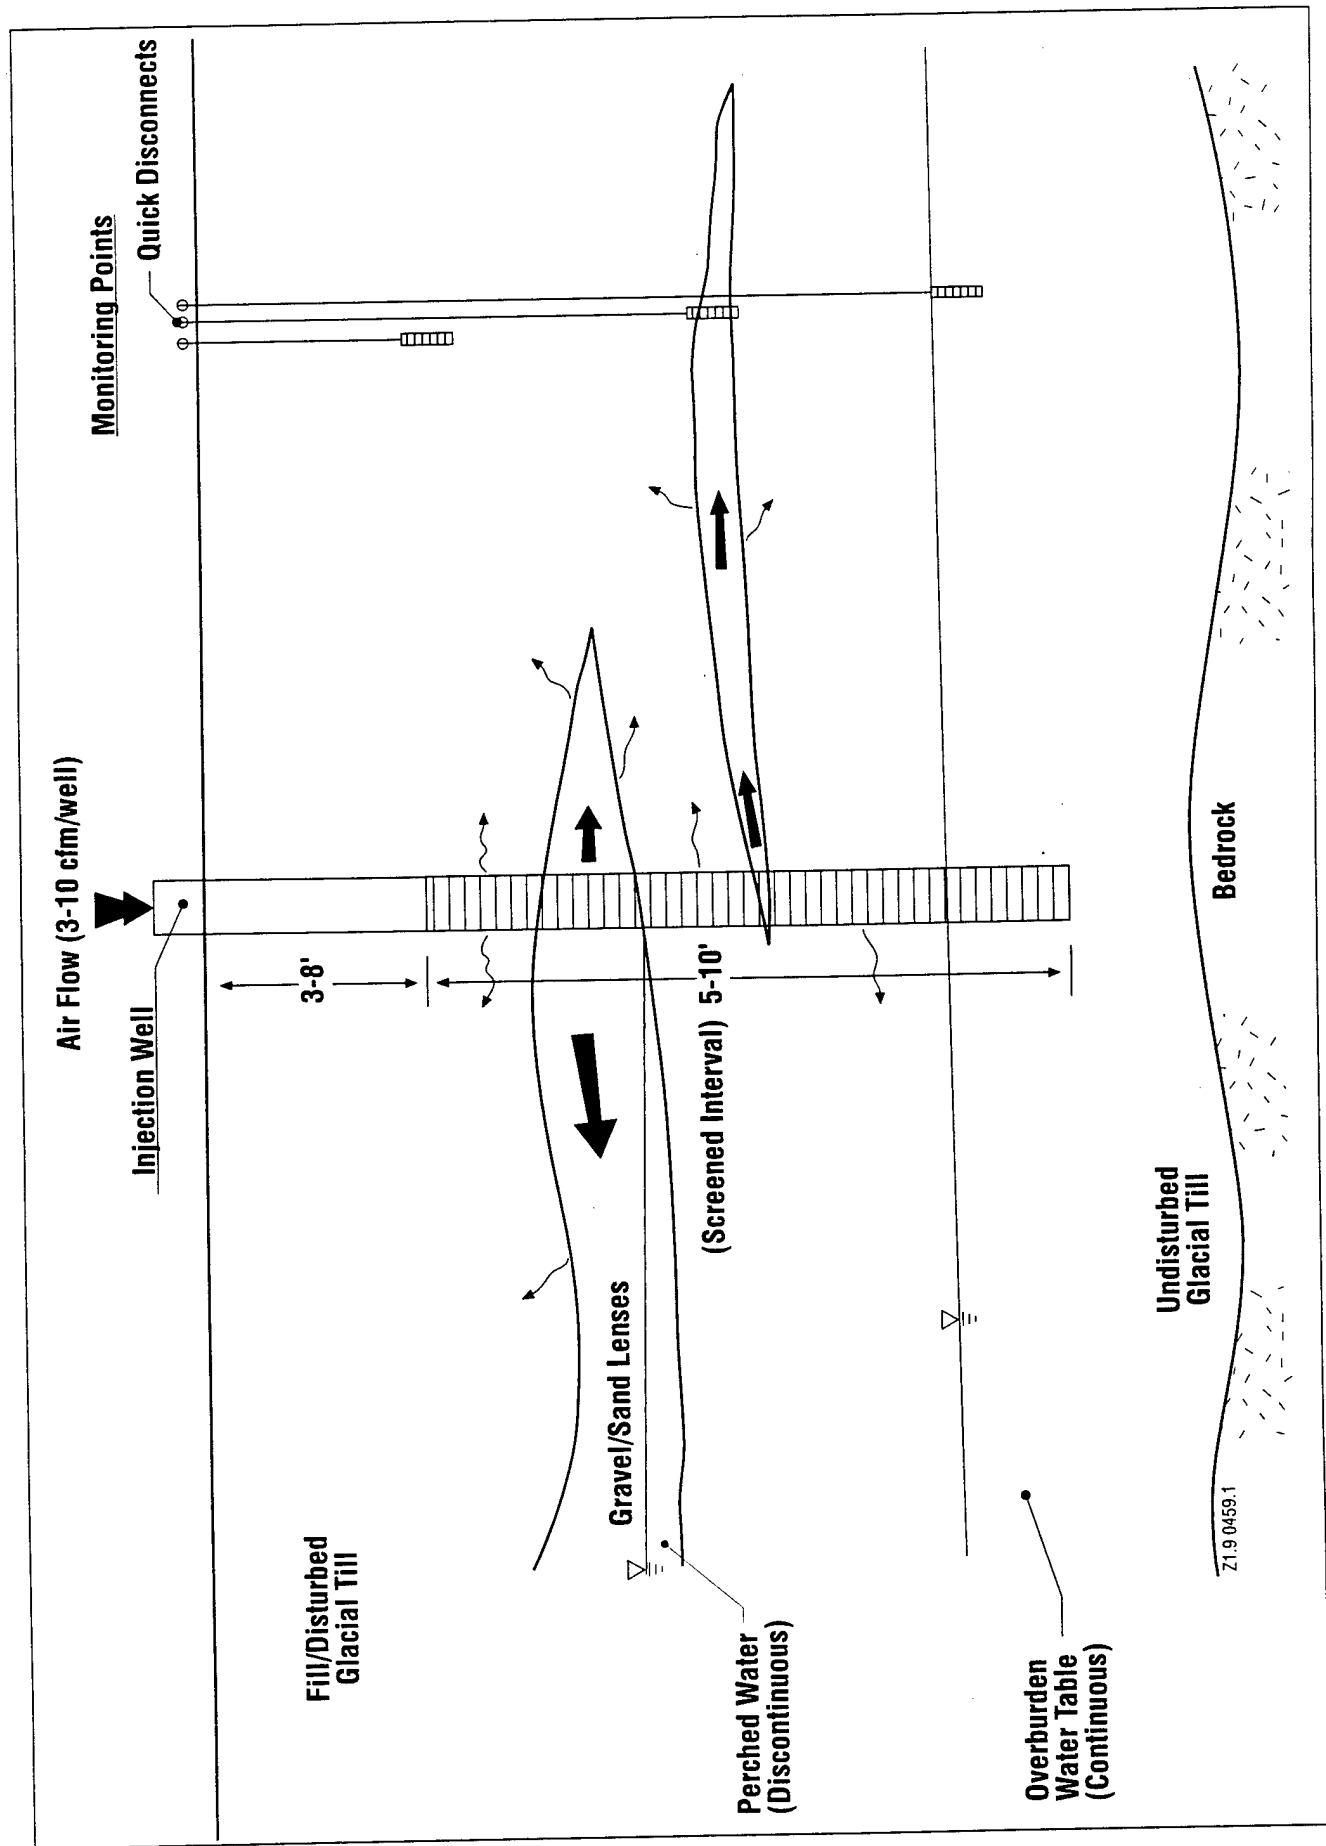 Air Flow (3-10 cfm/well)
Injection Well
Monitoring Points
Quick Disconnects
3-8'
Fill/Disturbed
Glacial Till
Gravel/Sand Lenses
(Screened Interval) 5-10'
Perched Water
(Discontinuous)
Overburden
Water Table
(Continuous)
Undisturbed
Glacial Till
Bedrock
Z1.9 0459.1